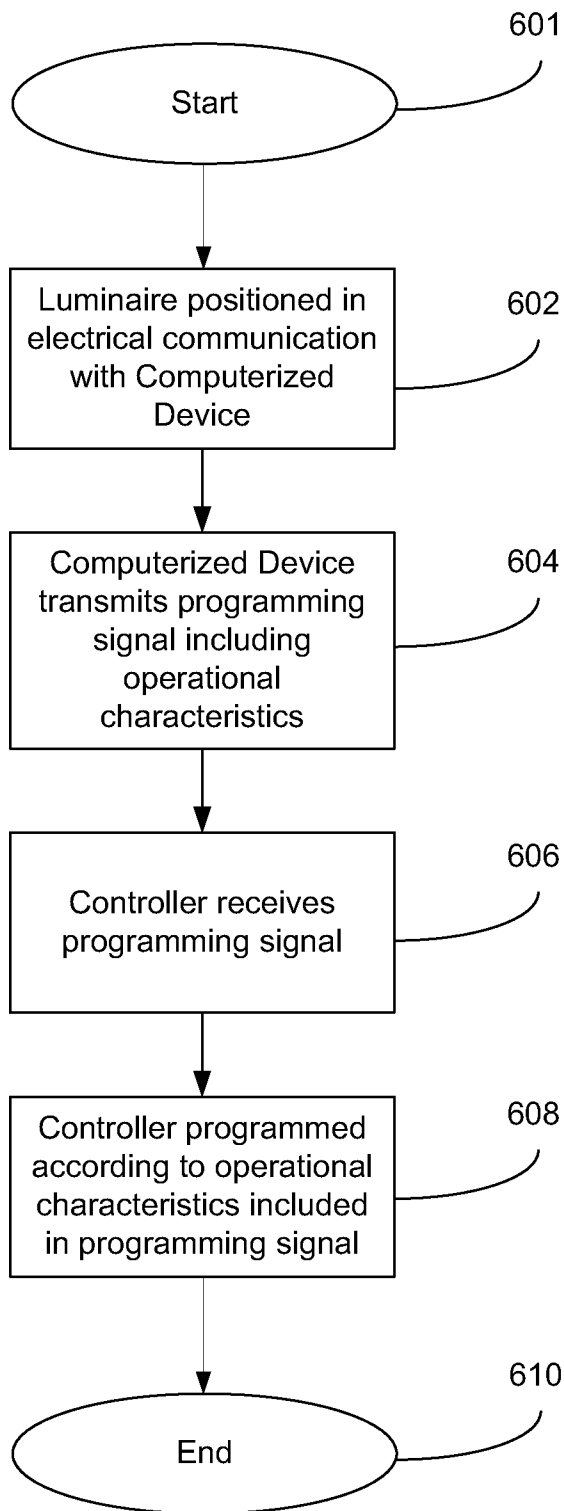 601
Start
602
Luminaire positioned in
electrical communication
with Computerized
Device
604
Computerized Device
transmits programming
signal including
operational
characteristics
606
Controller receives
programming signal
608
Controller programmed
according to operational
characteristics included
in programming signal
610
End